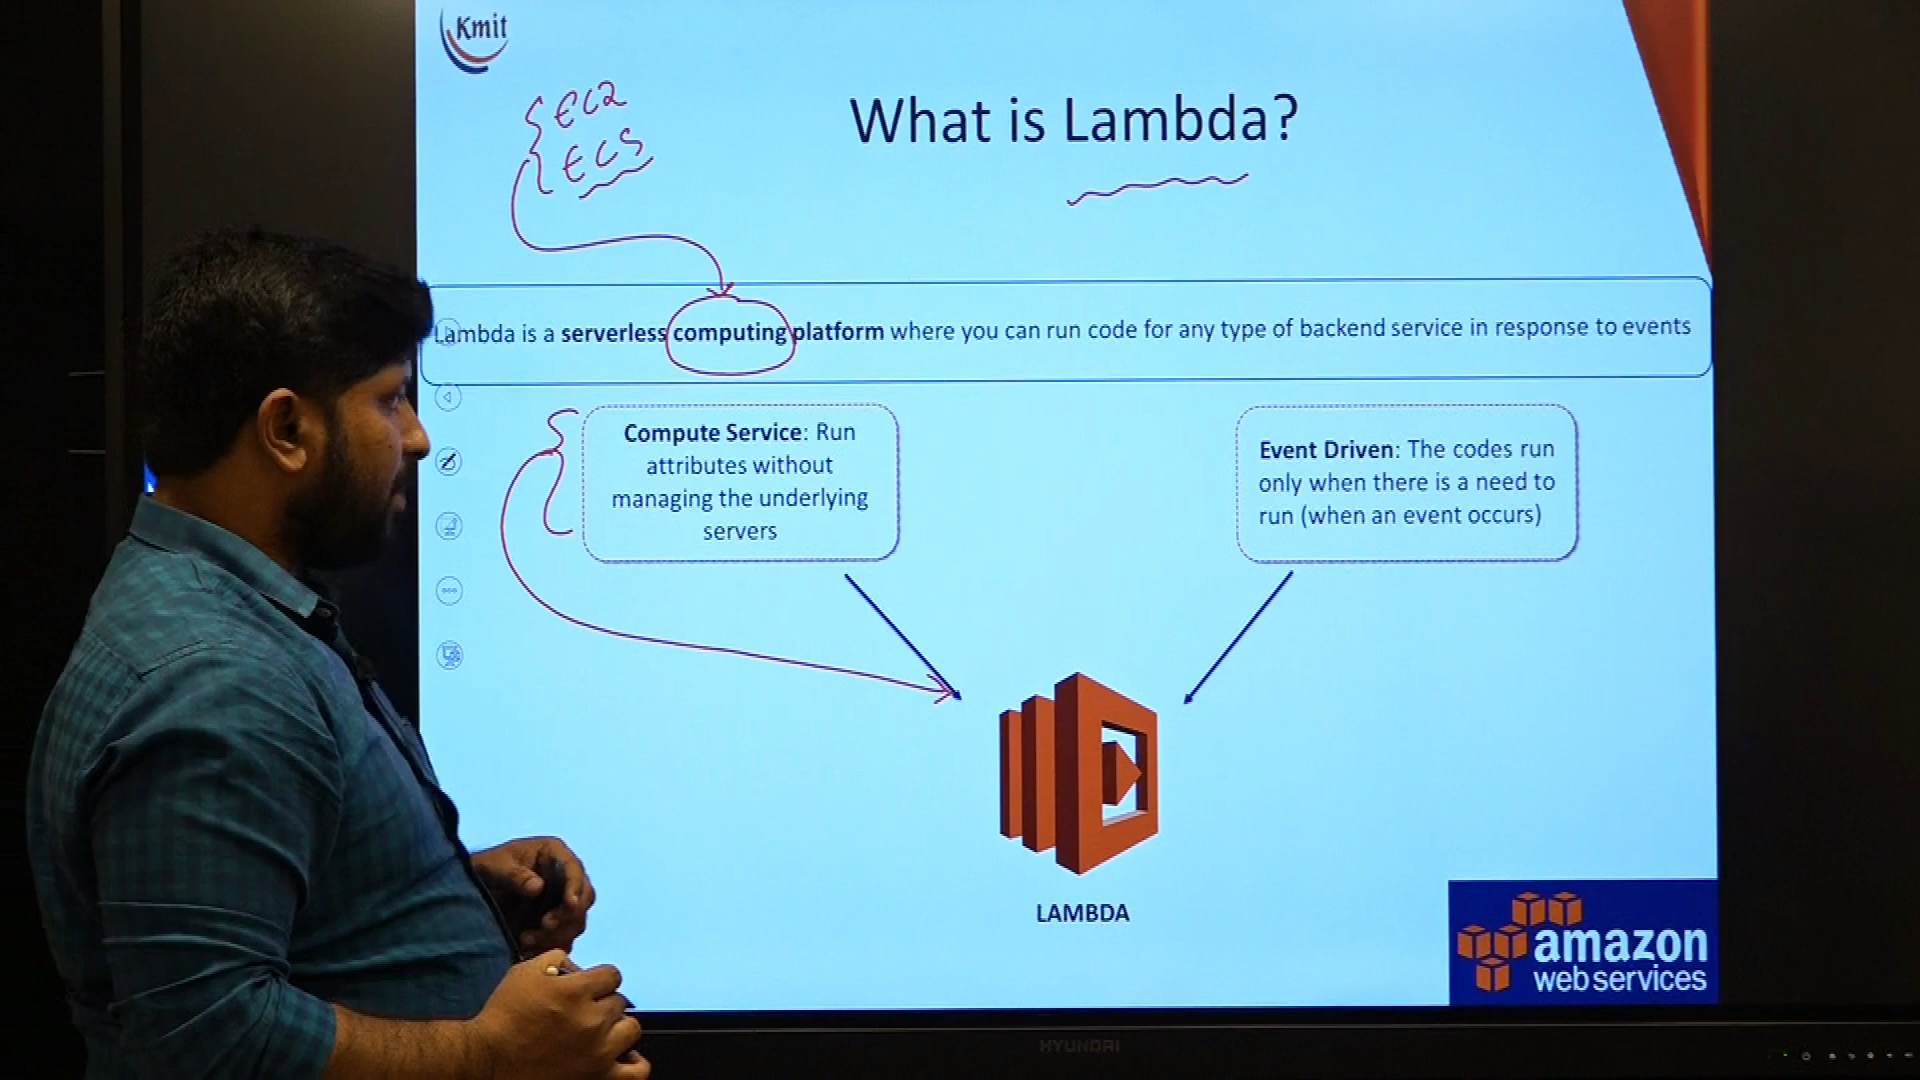 Kmit
EC2
ECS
What is Lambda?
Lambda is a serverless computing platform where you can run code for any type of backend service in response to events
Compute Service: Run
attributes without
managing the underlying
servers
Event Driven: The codes run
only when there is a need to
run (when an event occurs)
LAMBDA
amazon
web services
HYUNDAI